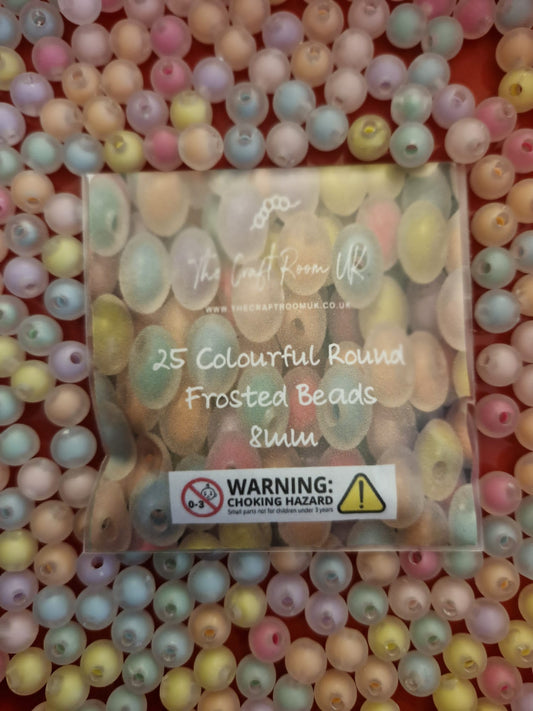 The Craft Room UK
WWW.THECRAFTROOMUK.CO.UK
25 Colourful Round
Frosted Beads
8mm
0-3
WARNING:
CHOKING HAZARD
Small parts not for children under 3 years